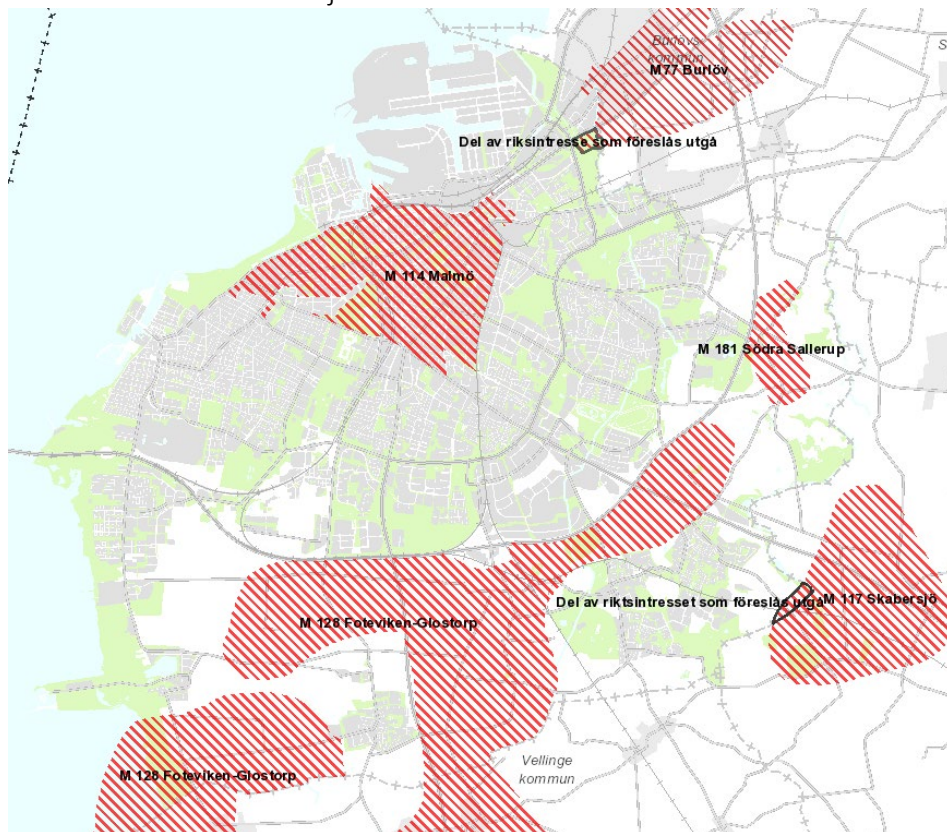 Burlövs
kommun
M77 Burlöv
Del av riksintresse som föreslås utgå
M 114 Malmö
M 181 Södra Sallerup
Del av riktsintresset som föreslås utgå
M 117 Skabersjö
M 128 Foteviken-Glostorp
Vellinge
kommun
M 128 Foteviken-Glostorp